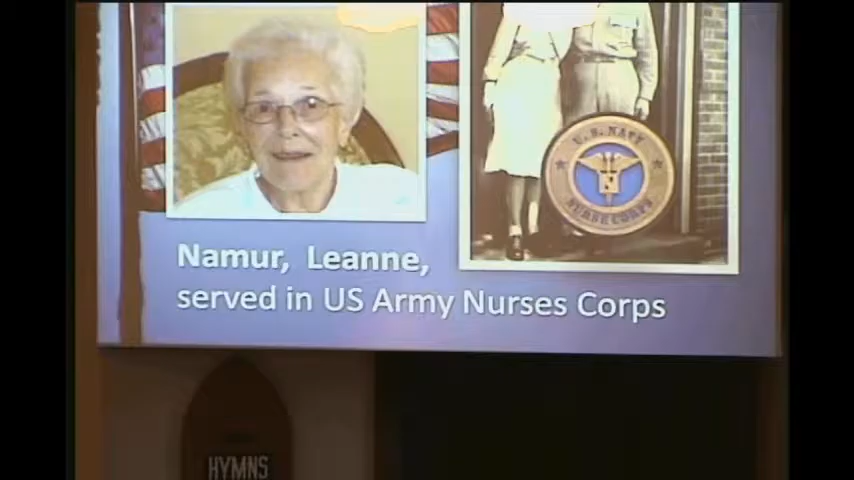 U.S. NAVY
NURSE CORPS
Namur, Leanne,
served in US Army Nurses Corps
HYMNS